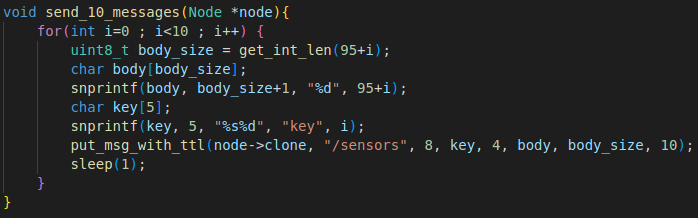 void send_10_messages(Node *node){
    for(int i=0 ; i<10 ; i++) {
        uint8_t body_size = get_int_len(95+i);
        char body[body_size];
        snprintf(body, body_size+1, "%d", 95+i);
        char key[5];
        snprintf(key, 5, "%s%d", "key", i);
        put_msg_with_ttl(node->clone, "/sensors", 8, key, 4, body, body_size, 10);
        sleep(1);
    }
}